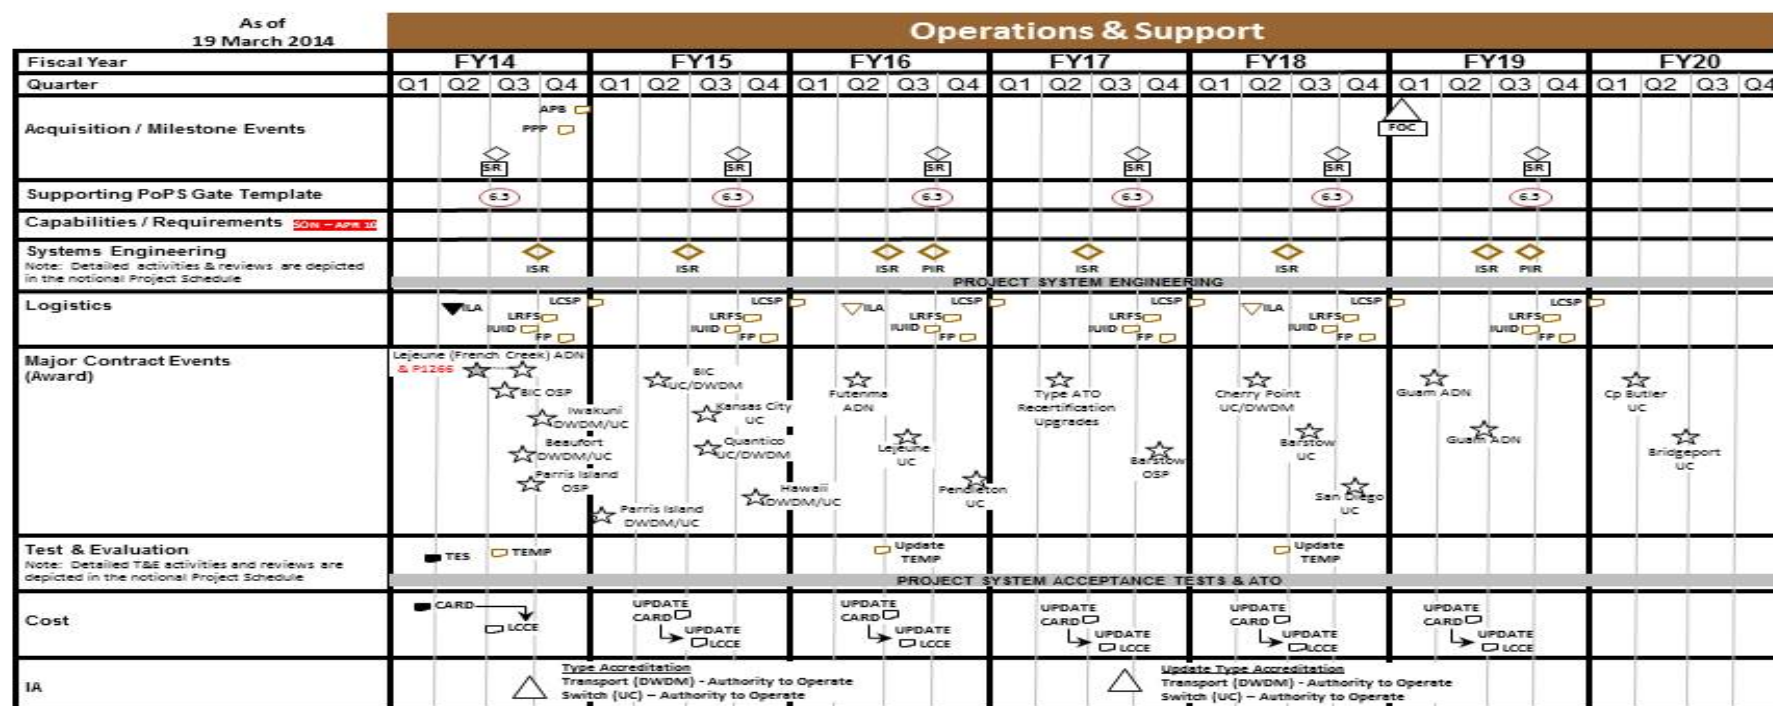 As of
19 March 2014
Operations & Support
Fiscal Year FY14 FY15 FY16 FY17 FY18 FY19 FY20
Quarter Q1 Q2 Q3 Q4 Q1 Q2 Q3 Q4 Q1 Q2 Q3 Q4 Q1 Q2 Q3 Q4 Q1 Q2 Q3 Q4 Q1 Q2 Q3 Q4 Q1 Q2 Q3 Q4
APB
Acquisition / Milestone Events PPP FOC
SR SR SR SR SR SR
Supporting PoPS Gate Template 6.3 6.3 6.3 6.3 6.3 6.3
Capabilities / Requirements SON – APR 10
Systems Engineering
Note: Detailed activities & reviews are depicted
in the notional Project Schedule
ISR ISR ISR PIR ISR ISR ISR PIR
PROJECT SYSTEM ENGINEERING
Logistics
ILA LCSP LCSP ILA LCSP LCSP ILA LCSP LCSP
LRFS LRFS LRFS LRFS LRFS LRFS
IUID IUID IUID IUID IUID IUID
FP FP FP FP FP FP
Major Contract Events
(Award)
Lejeune (French Creek) ADN
& P1266
BIC OSP
Iwakuni
DWDM/UC
Beaufort
DWDM/UC
Parris Island
OSP
BIC
UC/DWDM
Kansas City
UC
Quantico
UC/DWDM
Hawaii
DWDM/UC
Parris Island
DWDM/UC
Futenma
ADN
Lejeune
UC
Pendleton
UC
Type ATO
Recertification
Upgrades
Barstow
OSP
Cherry Point
UC/DWDM
Barstow
UC
San Diego
UC
Guam ADN
Guam ADN
Cp Butler
UC
Bridgeport
UC
Test & Evaluation
Note: Detailed T&E activities and reviews are
depicted in the notional Project Schedule
TES TEMP
Update
TEMP
Update
TEMP
PROJECT SYSTEM ACCEPTANCE TESTS & ATO
Cost
CARD
LCCE
UPDATE
CARD
UPDATE
LCCE
UPDATE
CARD
UPDATE
LCCE
UPDATE
CARD
UPDATE
LCCE
UPDATE
CARD
UPDATE
LCCE
UPDATE
CARD
UPDATE
LCCE
IA
Type Accreditation
Transport (DWDM) - Authority to Operate
Switch (UC) – Authority to Operate
Update Type Accreditation
Transport (DWDM) - Authority to Operate
Switch (UC) – Authority to Operate